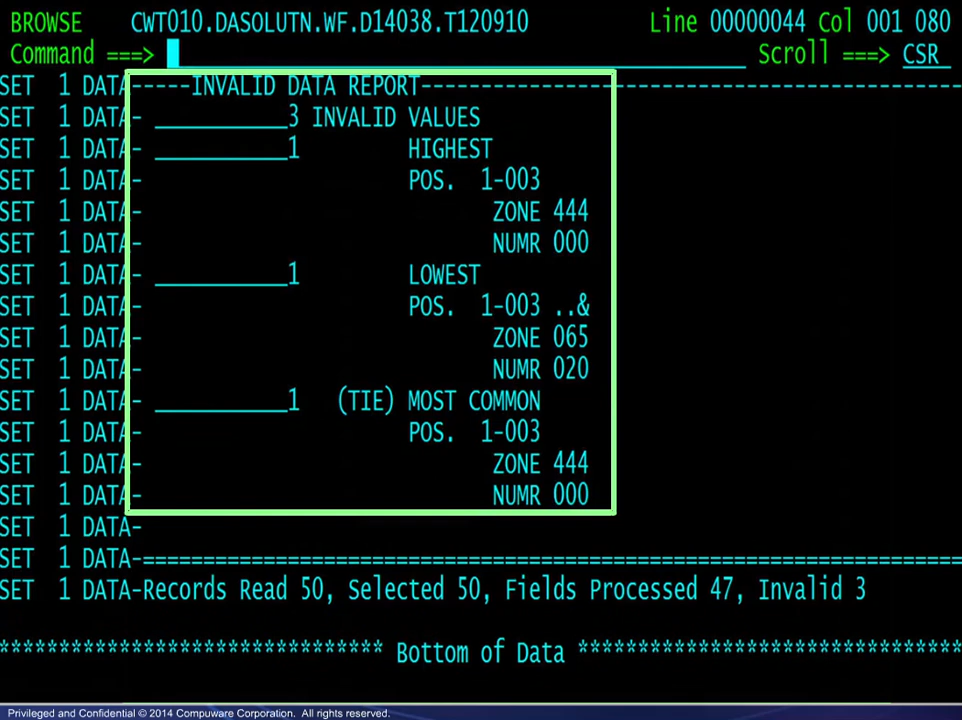 BROWSE CWT010.DASOLUTN.WF.D14038.T120910 Line 00000044 Col 001 080
Command ===> Scroll ===> CSR
SET 1 DATA-----INVALID DATA REPORT---------------------------------------------
SET 1 DATA- ___________3 INVALID VALUES
SET 1 DATA- ___________1 HIGHEST
SET 1 DATA- POS. 1-003
SET 1 DATA- ZONE 444
SET 1 DATA- NUMR 000
SET 1 DATA- ___________1 LOWEST
SET 1 DATA- POS. 1-003 ..&
SET 1 DATA- ZONE 065
SET 1 DATA- NUMR 020
SET 1 DATA- ___________1 (TIE) MOST COMMON
SET 1 DATA- POS. 1-003
SET 1 DATA- ZONE 444
SET 1 DATA- NUMR 000
SET 1 DATA-
SET 1 DATA-====================================================================
SET 1 DATA-Records Read 50, Selected 50, Fields Processed 47, Invalid 3
******************************** Bottom of Data ********************************
Privileged and Confidential © 2014 Compuware Corporation. All rights reserved.